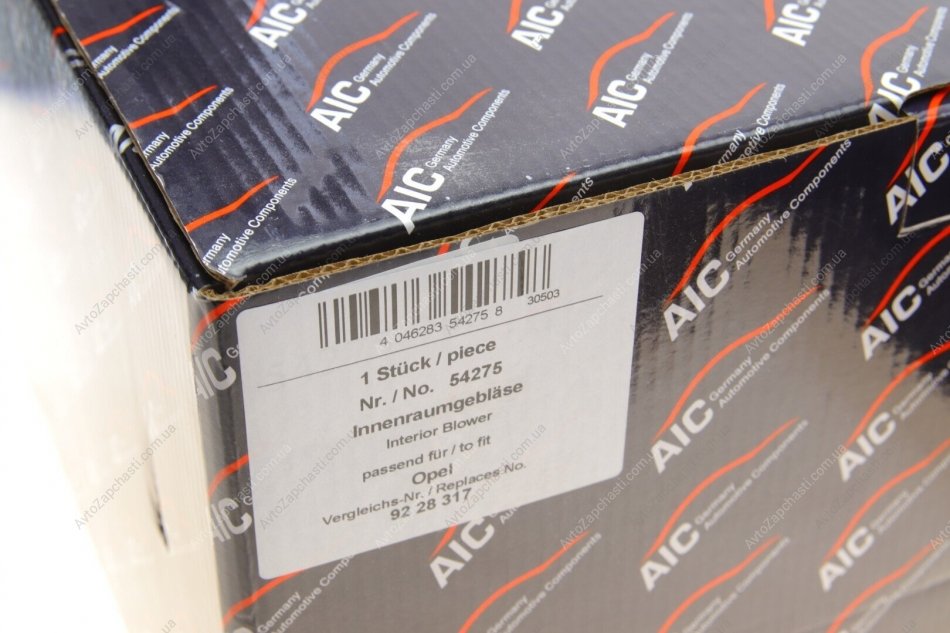 AIC Germany
Automotive Components
4 046283 54275 8
30503
1 Stück / piece
Nr. / No. 54275
Innenraumgebläse
Interior Blower
passend für / to fit
Opel
Vergleichs-Nr. / Replaces No.
92 28 317
AvtoZapchasti.com.ua